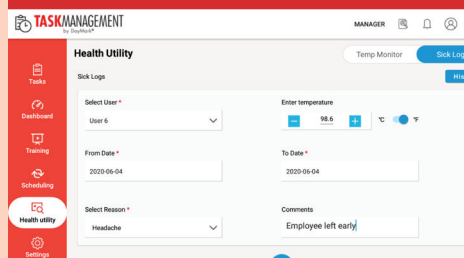 TASKMANAGEMENT
by DayMark®
MANAGER
Health Utility
Temp Monitor
Sick Log
Sick Logs
His
Tasks
Dashboard
Training
Scheduling
Health utility
Settings
Select User *
User 6
Enter temperature
98.6
°C
°F
From Date *
2020-06-04
To Date *
2020-06-04
Select Reason *
Headache
Comments
Employee left early